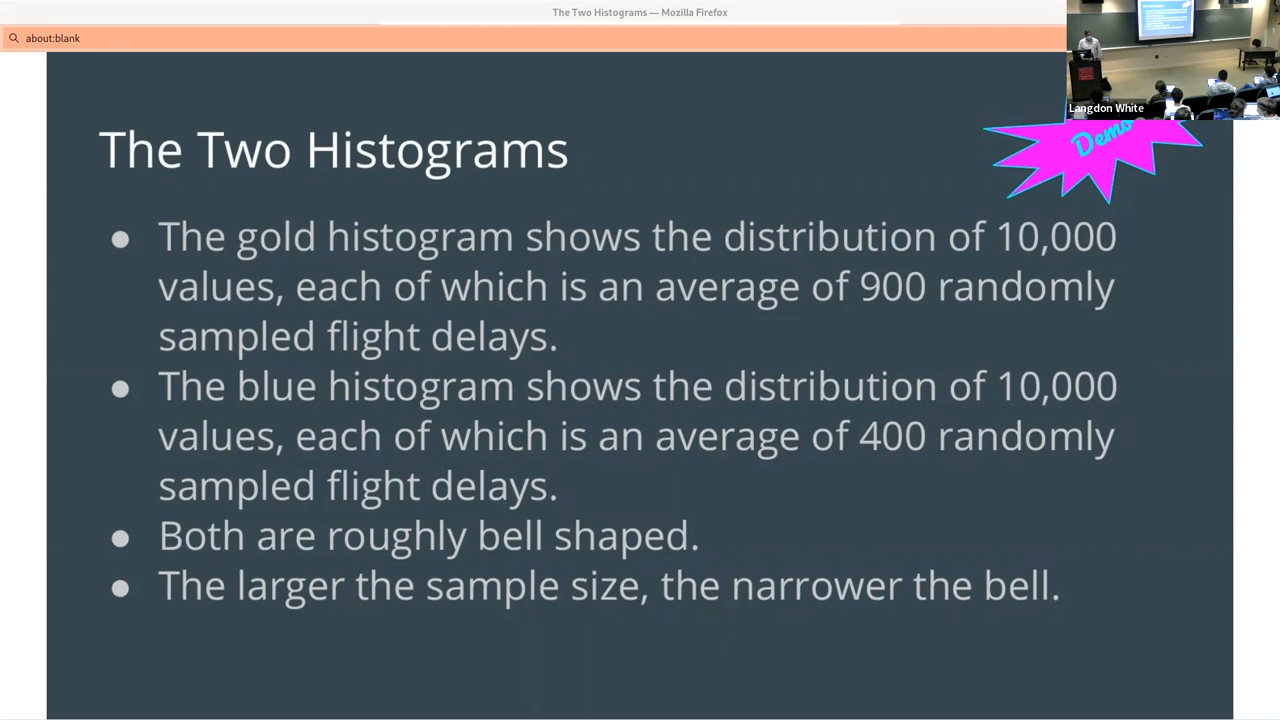 The Two Histograms — Mozilla Firefox
about:blank
Langdon White
Demo
The Two Histograms
● The gold histogram shows the distribution of 10,000
values, each of which is an average of 900 randomly
sampled flight delays.
● The blue histogram shows the distribution of 10,000
values, each of which is an average of 400 randomly
sampled flight delays.
● Both are roughly bell shaped.
● The larger the sample size, the narrower the bell.